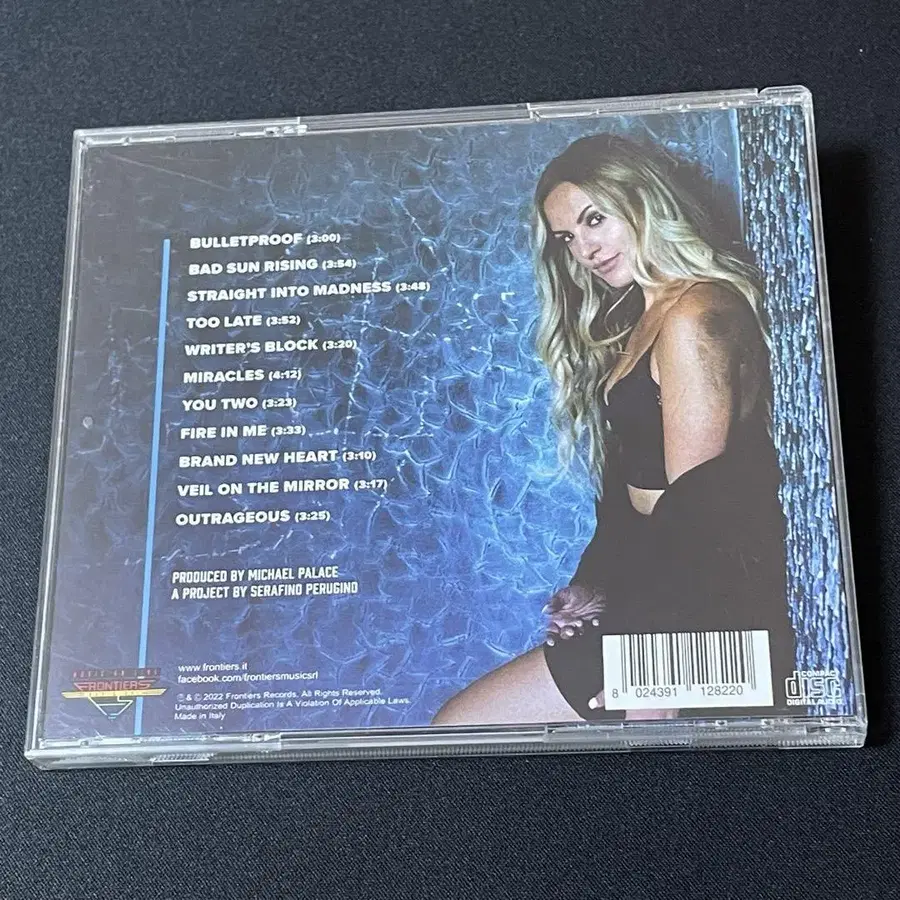 BULLETPROOF (3:00)
BAD SUN RISING (3:54)
STRAIGHT INTO MADNESS (3:48)
TOO LATE (3:52)
WRITER'S BLOCK (3:20)
MIRACLES (4:12)
YOU TWO (3:23)
FIRE IN ME (3:33)
BRAND NEW HEART (3:10)
VEIL ON THE MIRROR (3:17)
OUTRAGEOUS (3:25)
PRODUCED BY MICHAEL PALACE
A PROJECT BY SERAFINO PERUGINO
FRONTIERS
www.frontiers.it
facebook.com/frontiersmusicsrl
℗ & © 2022 Frontiers Records. All Rights Reserved.
Unauthorized Duplication Is A Violation Of Applicable Laws.
Made in Italy
8 024391 128220
COMPACT
disc
DIGITAL AUDIO